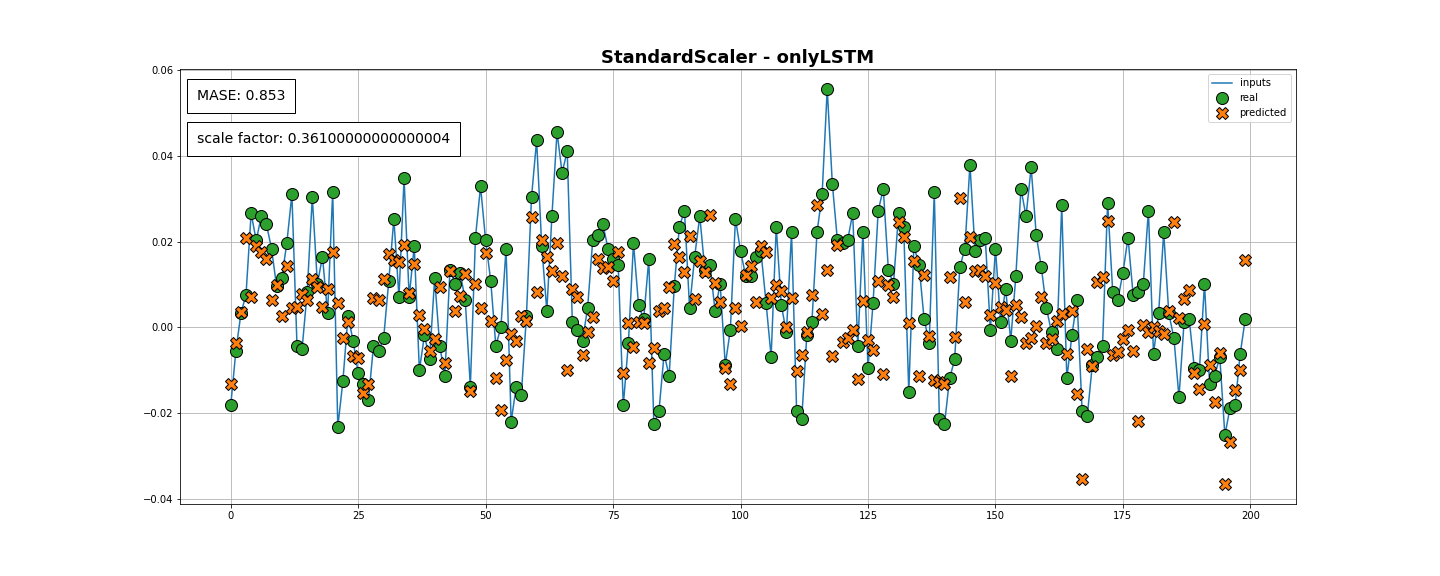 StandardScaler - onlyLSTM
MASE: 0.853
scale factor: 0.36100000000000004
inputs
real
predicted
0.06
0.04
0.02
0.00
−0.02
−0.04
0 25 50 75 100 125 150 175 200